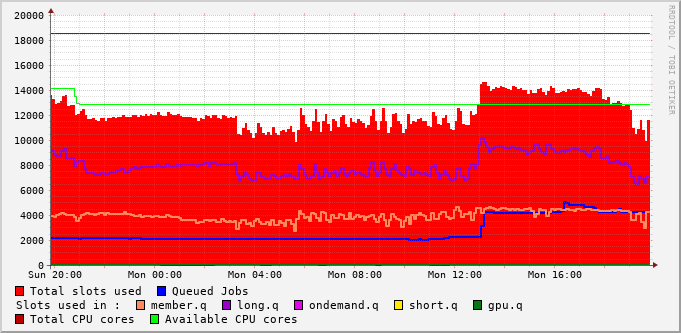 20000
18000
16000
14000
12000
10000
8000
6000
4000
2000
0
Sun 20:00 Mon 00:00 Mon 04:00 Mon 08:00 Mon 12:00 Mon 16:00
RRDTOOL / TOBI OETIKER
Total slots used Queued Jobs
Slots used in : member.q long.q ondemand.q short.q gpu.q
Total CPU cores Available CPU cores